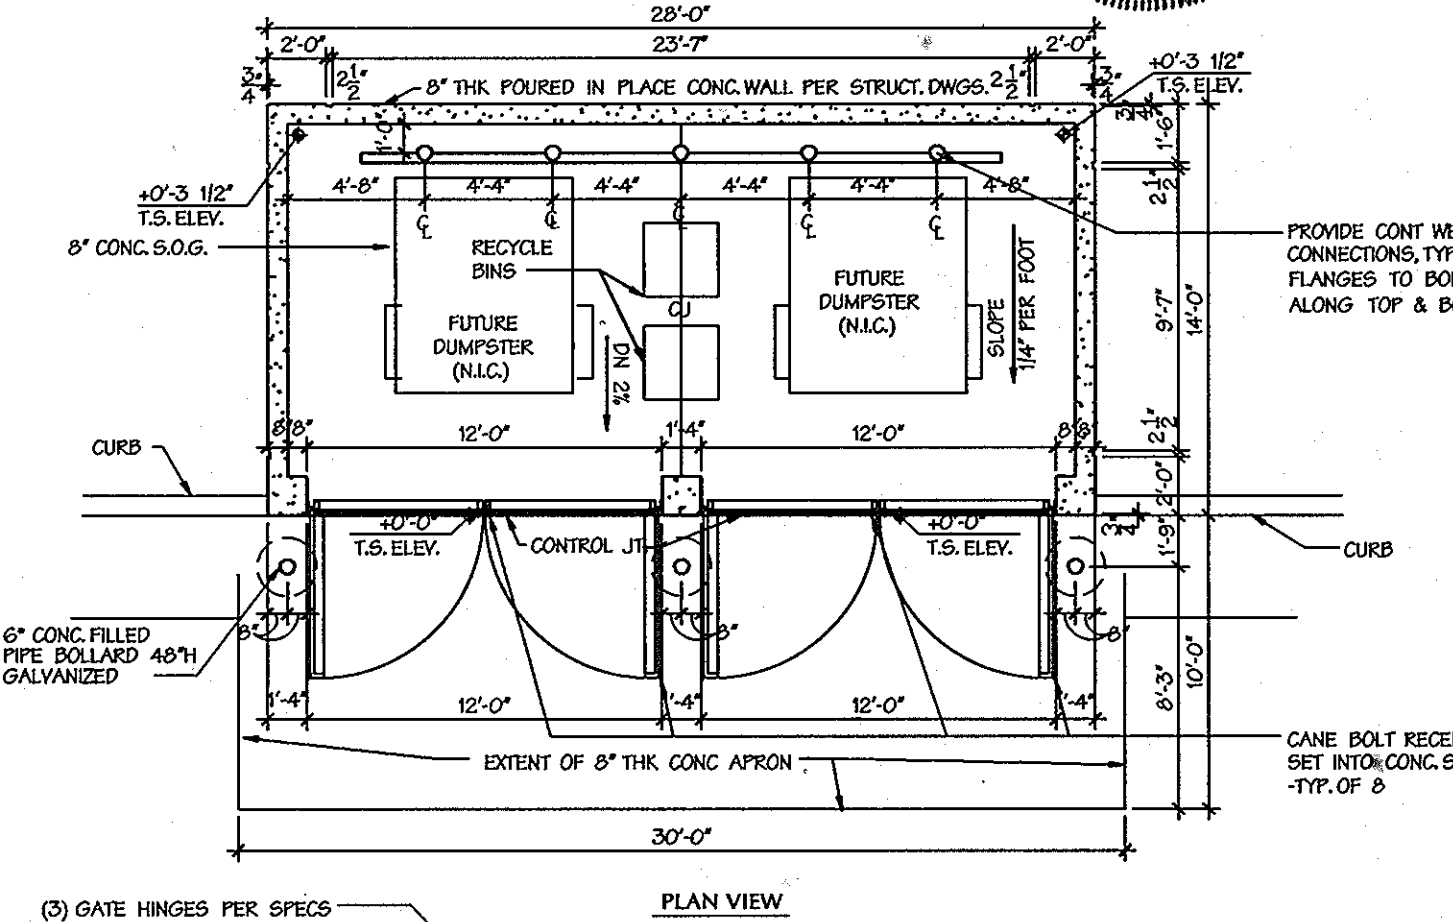 28'-0"
2'-0"
23'-7"
2'-0"
3/4"
2 1/2"
8" THK POURED IN PLACE CONC. WALL PER STRUCT. DWGS.
2 1/2"
3/4"
+0'-3 1/2"
T.S. ELEV.
3/4"
1'-6"
1'-0"
+0'-3 1/2"
T.S. ELEV.
4'-8"
4'-4"
4'-4"
4'-4"
4'-4"
4'-8"
2 1/2"
℄
℄
℄
℄
℄
8" CONC. S.O.G.
RECYCLE
BINS
PROVIDE CONT WE
CONNECTIONS, TYP
FLANGES TO BO
ALONG TOP & B
FUTURE
DUMPSTER
(N.I.C.)
FUTURE
DUMPSTER
(N.I.C.)
CJ
SLOPE
1/4" PER FOOT
9'-7"
14'-0"
DN 2%
8"
8"
12'-0"
1'-4"
12'-0"
8"
8"
2 1/2"
CURB
2'-0"
+0'-0"
T.S. ELEV.
CONTROL JT
+0'-0"
T.S. ELEV.
3/4"
1'-9"
CURB
6" CONC. FILLED
PIPE BOLLARD 48"H
GALVANIZED
8"
8"
8"
8'-3"
10'-0"
1'-4"
12'-0"
1'-4"
12'-0"
1'-4"
EXTENT OF 8" THK CONC APRON
CANE BOLT RECE
SET INTO CONC. S
-TYP. OF 8
30'-0"
PLAN VIEW
(3) GATE HINGES PER SPECS